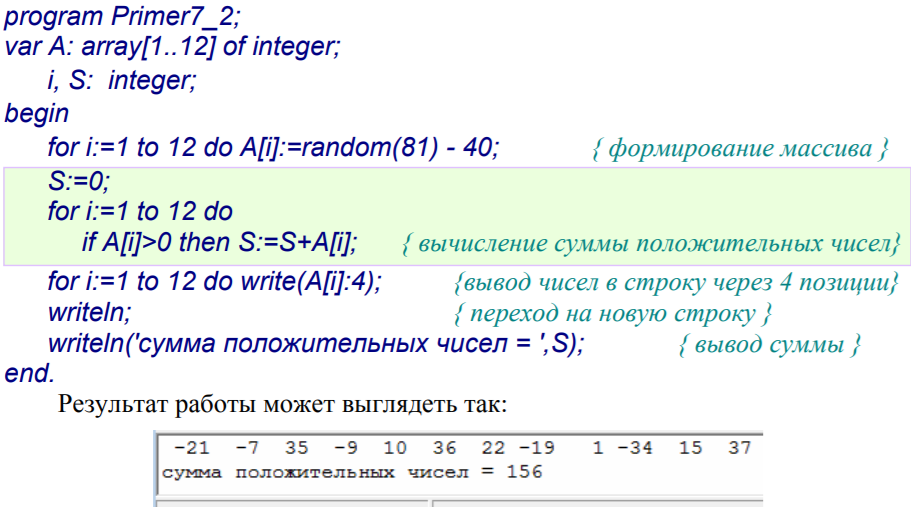 program Primer7_2;
var A: array[1..12] of integer;
i, S: integer;
begin
for i:=1 to 12 do A[i]:=random(81) - 40; { формирование массива }
S:=0;
for i:=1 to 12 do
if A[i]>0 then S:=S+A[i]; { вычисление суммы положительных чисел}
for i:=1 to 12 do write(A[i]:4); {вывод чисел в строку через 4 позиции}
writeln; { переход на новую строку }
writeln('сумма положительных чисел = ',S); { вывод суммы }
end.
Результат работы может выглядеть так:
-21 -7 35 -9 10 36 22 -19 1 -34 15 37
сумма положительных чисел = 156